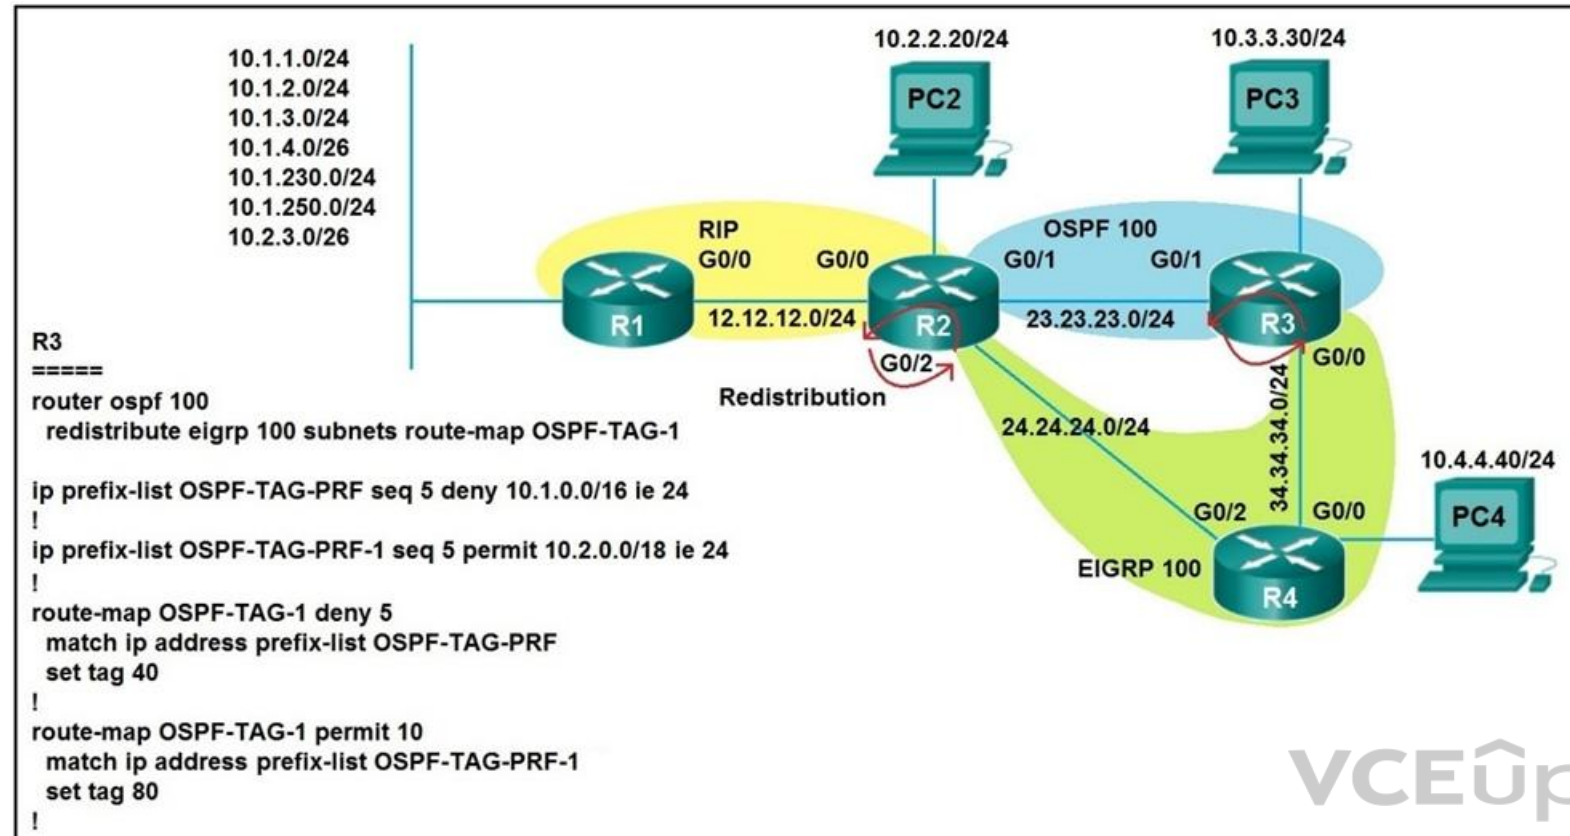 10.1.1.0/24
10.1.2.0/24
10.1.3.0/24
10.1.4.0/26
10.1.230.0/24
10.1.250.0/24
10.2.3.0/26
10.2.2.20/24
10.3.3.30/24
PC2
PC3
RIP
OSPF 100
G0/0
G0/0
G0/1
G0/1
R1
12.12.12.0/24
R2
23.23.23.0/24
R3
G0/2
G0/0
Redistribution
24.24.24.0/24
34.34.34.0/24
10.4.4.40/24
G0/2
G0/0
PC4
EIGRP 100
R4
R3
=====
router ospf 100
redistribute eigrp 100 subnets route-map OSPF-TAG-1
ip prefix-list OSPF-TAG-PRF seq 5 deny 10.1.0.0/16 ie 24
!
ip prefix-list OSPF-TAG-PRF-1 seq 5 permit 10.2.0.0/18 ie 24
!
route-map OSPF-TAG-1 deny 5
match ip address prefix-list OSPF-TAG-PRF
set tag 40
!
route-map OSPF-TAG-1 permit 10
match ip address prefix-list OSPF-TAG-PRF-1
set tag 80
!
VCEûp